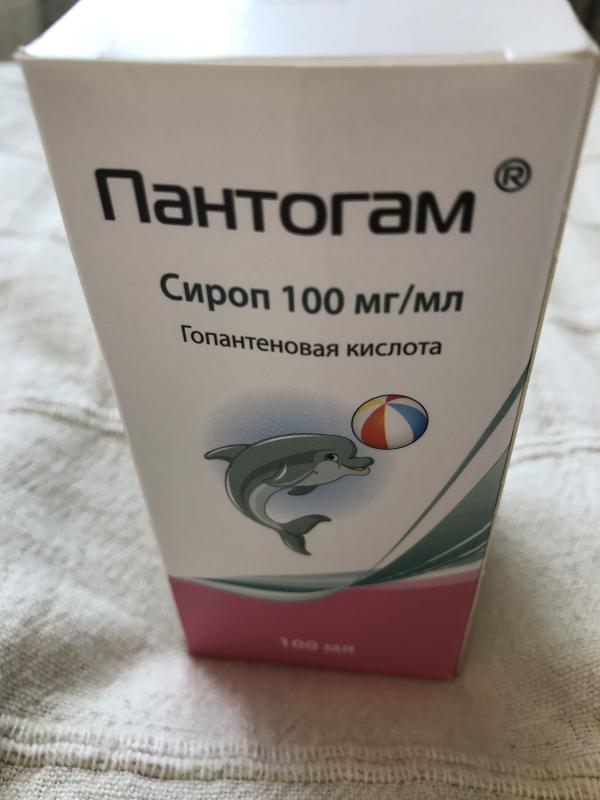 Пантогам ®
Сироп 100 мг/мл
Гопантеновая кислота
100 мл